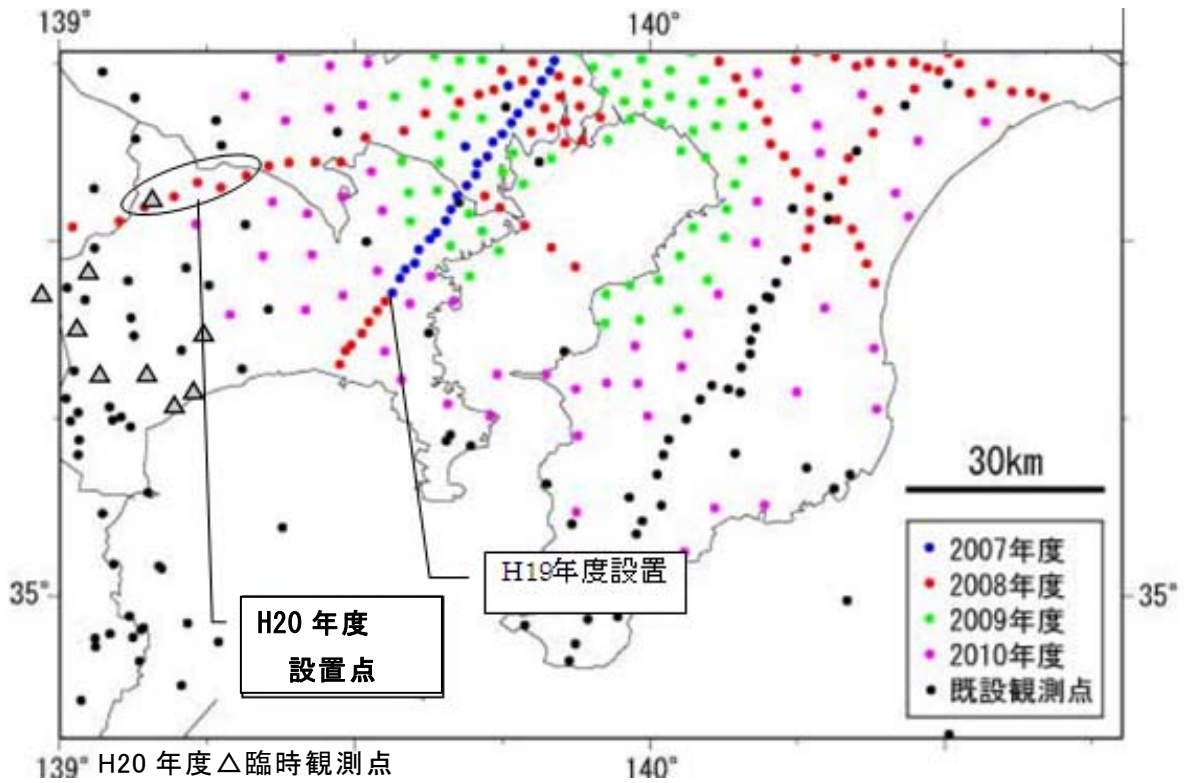 139°
140°
30km
2007年度
2008年度
2009年度
2010年度
既設観測点
H19年度設置
35°
35°
H20 年度
設置点
139°
H20 年度△臨時観測点
140°